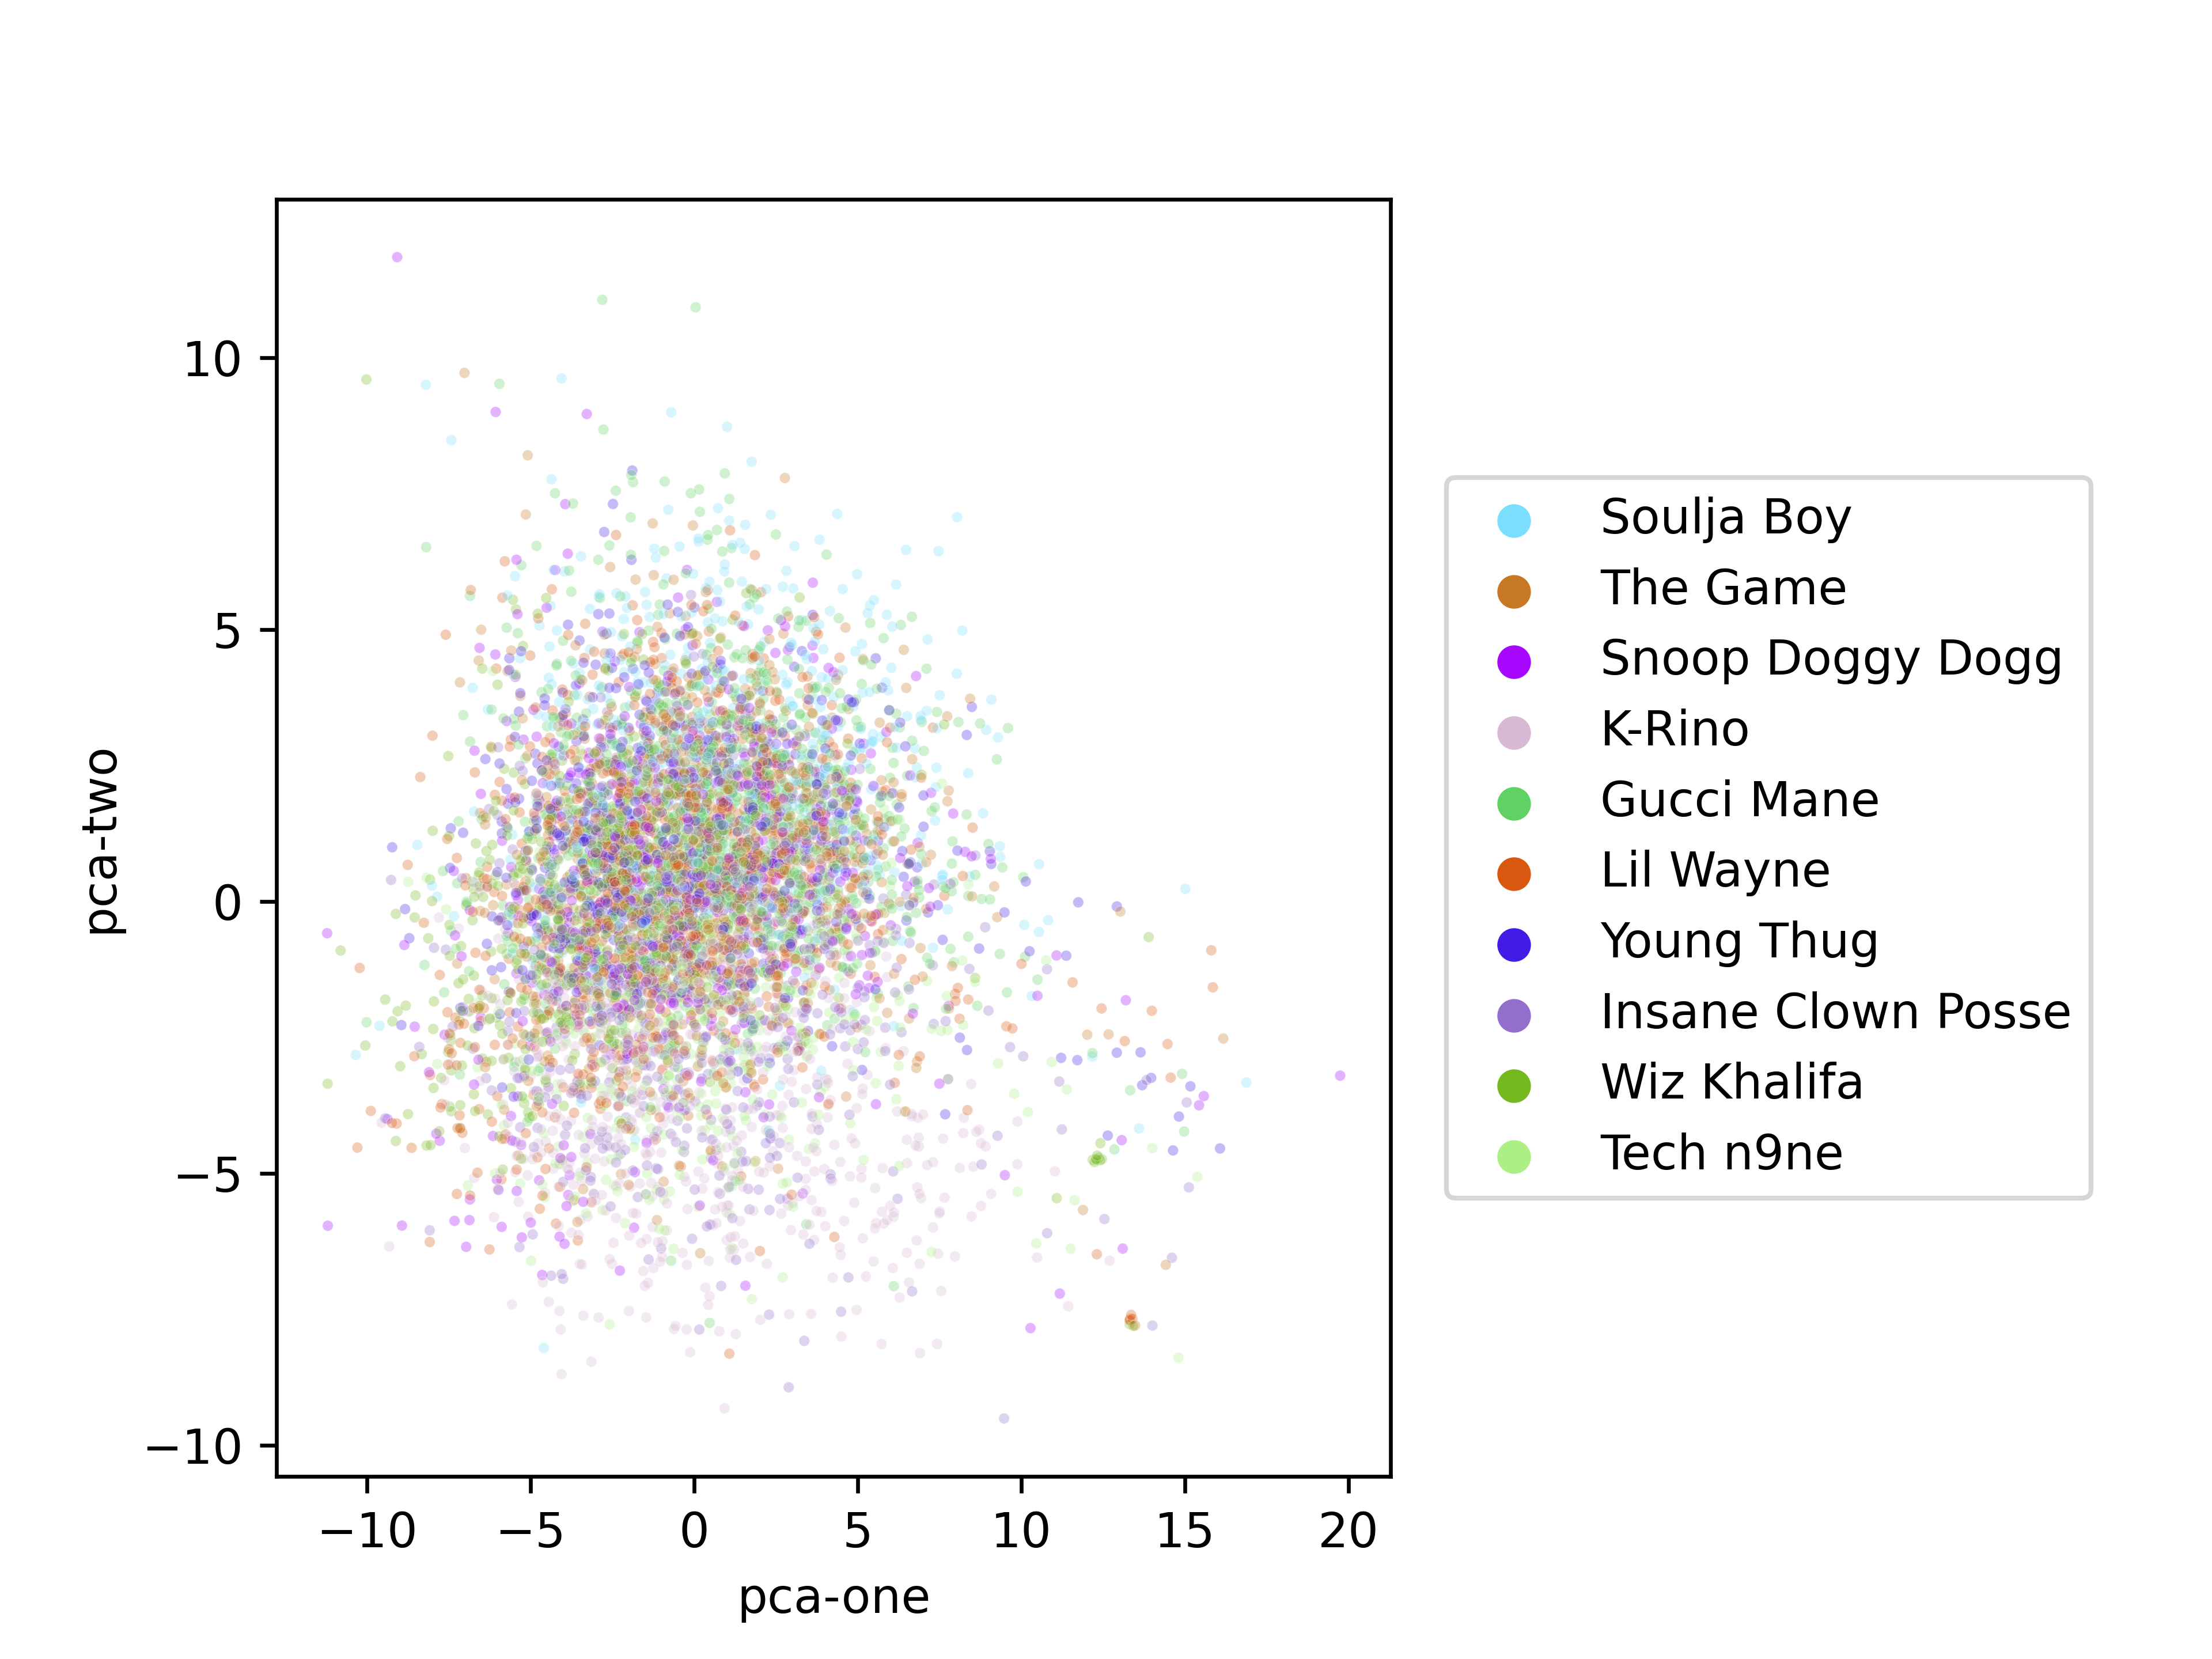 10
5
0
−5
−10
pca-two
−10 −5 0 5 10 15 20
pca-one
Soulja Boy
The Game
Snoop Doggy Dogg
K-Rino
Gucci Mane
Lil Wayne
Young Thug
Insane Clown Posse
Wiz Khalifa
Tech n9ne